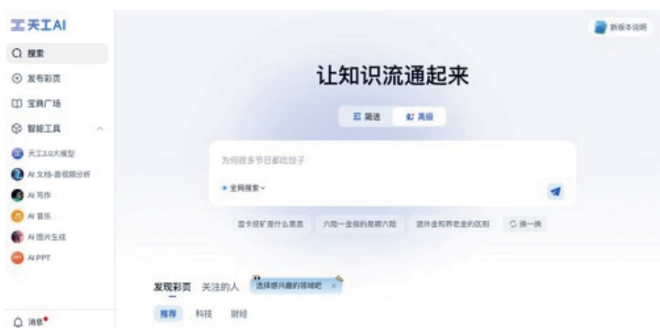 天工AI
搜索
发布彩页
宝典广场
智能工具
天工3.0大模型
AI 文档-音视频分析
AI 写作
AI 音乐
AI 图片生成
AI PPT
消息
新版本说明
让知识流通起来
简洁
高级
为何很多节日都吃饺子
全网搜索
显卡挖矿是什么意思
六险一金指的是哪六险
退休金和养老金的区别
换一换
发现彩页
关注的人
选择感兴趣的领域吧 ×
推荐
科技
财经